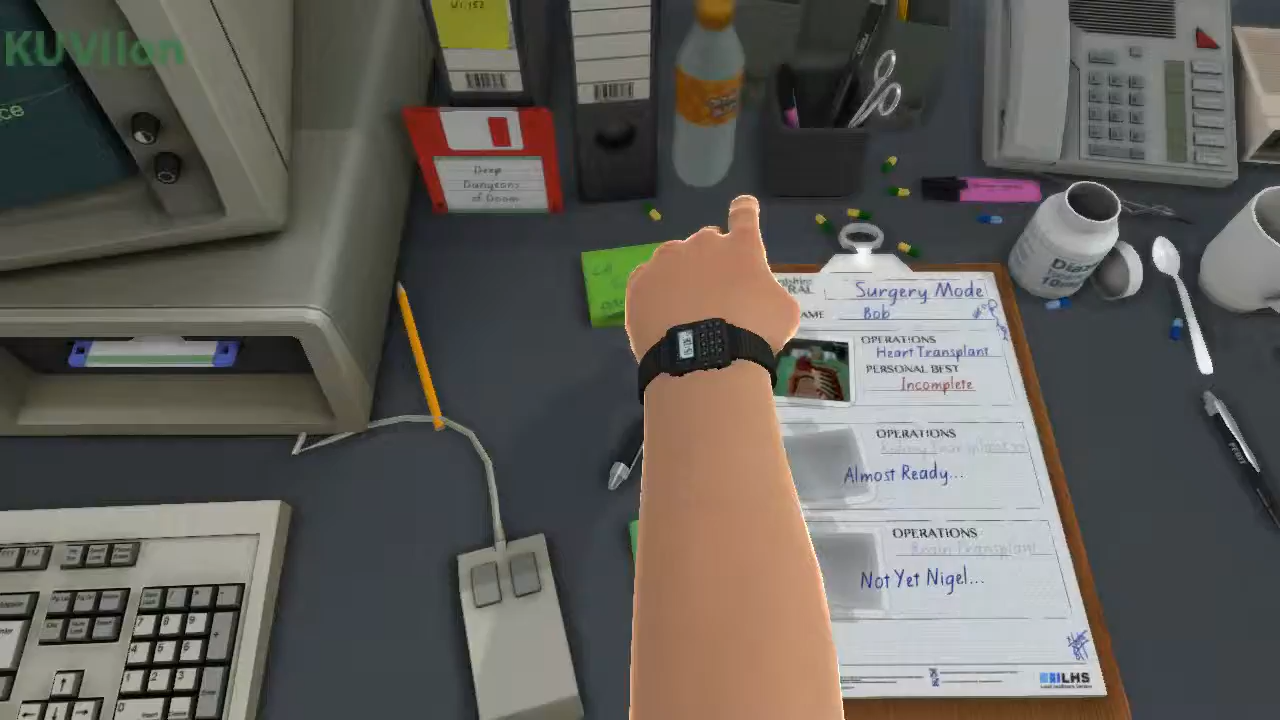 KUVilon
ce
Deep
Dungeons
of Doom
Surgery Mode
Bob
OPERATIONS
Heart Transplant
PERSONAL BEST
Incomplete
OPERATIONS
Almost Ready...
OPERATIONS
Brain Transplant
Not Yet Nigel...
LHS